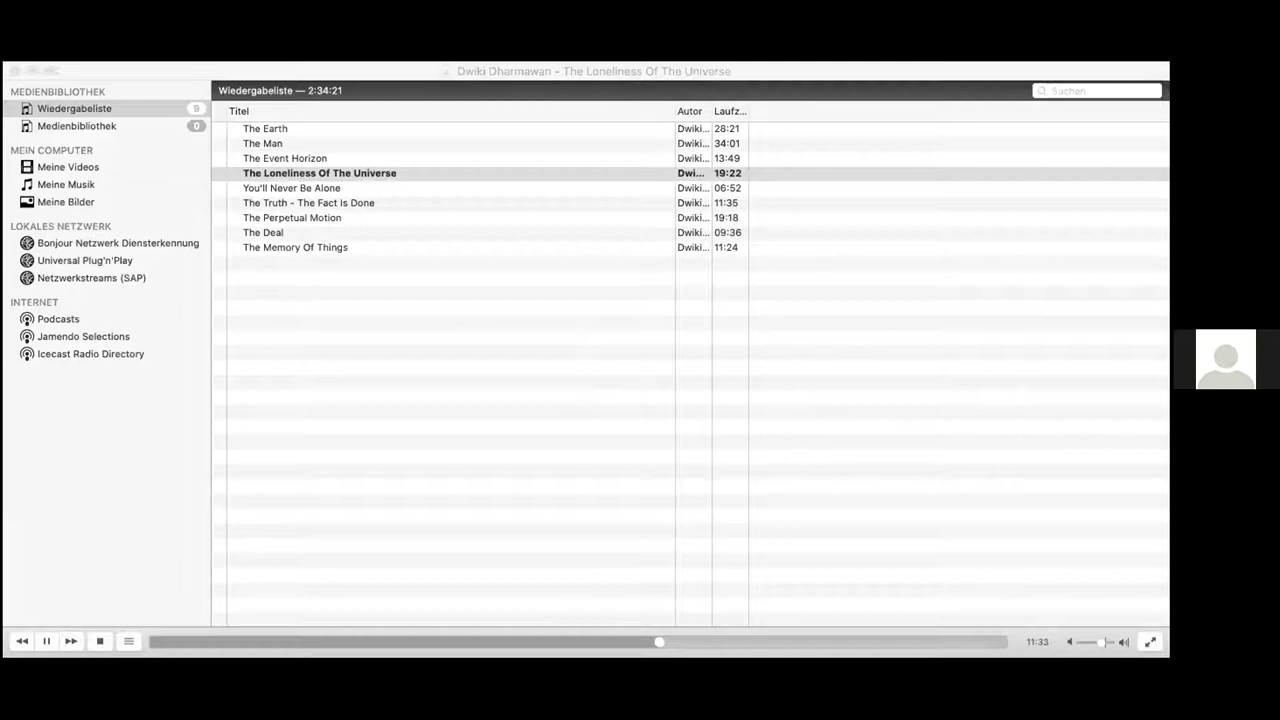 Dwiki Dharmawan - The Loneliness Of The Universe
MEDIENBIBLIOTHEK
Wiedergabeliste 9
Medienbibliothek 0
MEIN COMPUTER
Meine Videos
Meine Musik
Meine Bilder
LOKALES NETZWERK
Bonjour Netzwerk Diensterkennung
Universal Plug'n'Play
Netzwerkstreams (SAP)
INTERNET
Podcasts
Jamendo Selections
Icecast Radio Directory
Wiedergabeliste — 2:34:21 Suchen
Titel Autor Laufz...
The Earth Dwiki... 28:21
The Man Dwiki... 34:01
The Event Horizon Dwiki... 13:49
The Loneliness Of The Universe Dwi... 19:22
You'll Never Be Alone Dwiki... 06:52
The Truth - The Fact Is Done Dwiki... 11:35
The Perpetual Motion Dwiki... 19:18
The Deal Dwiki... 09:36
The Memory Of Things Dwiki... 11:24
11:33